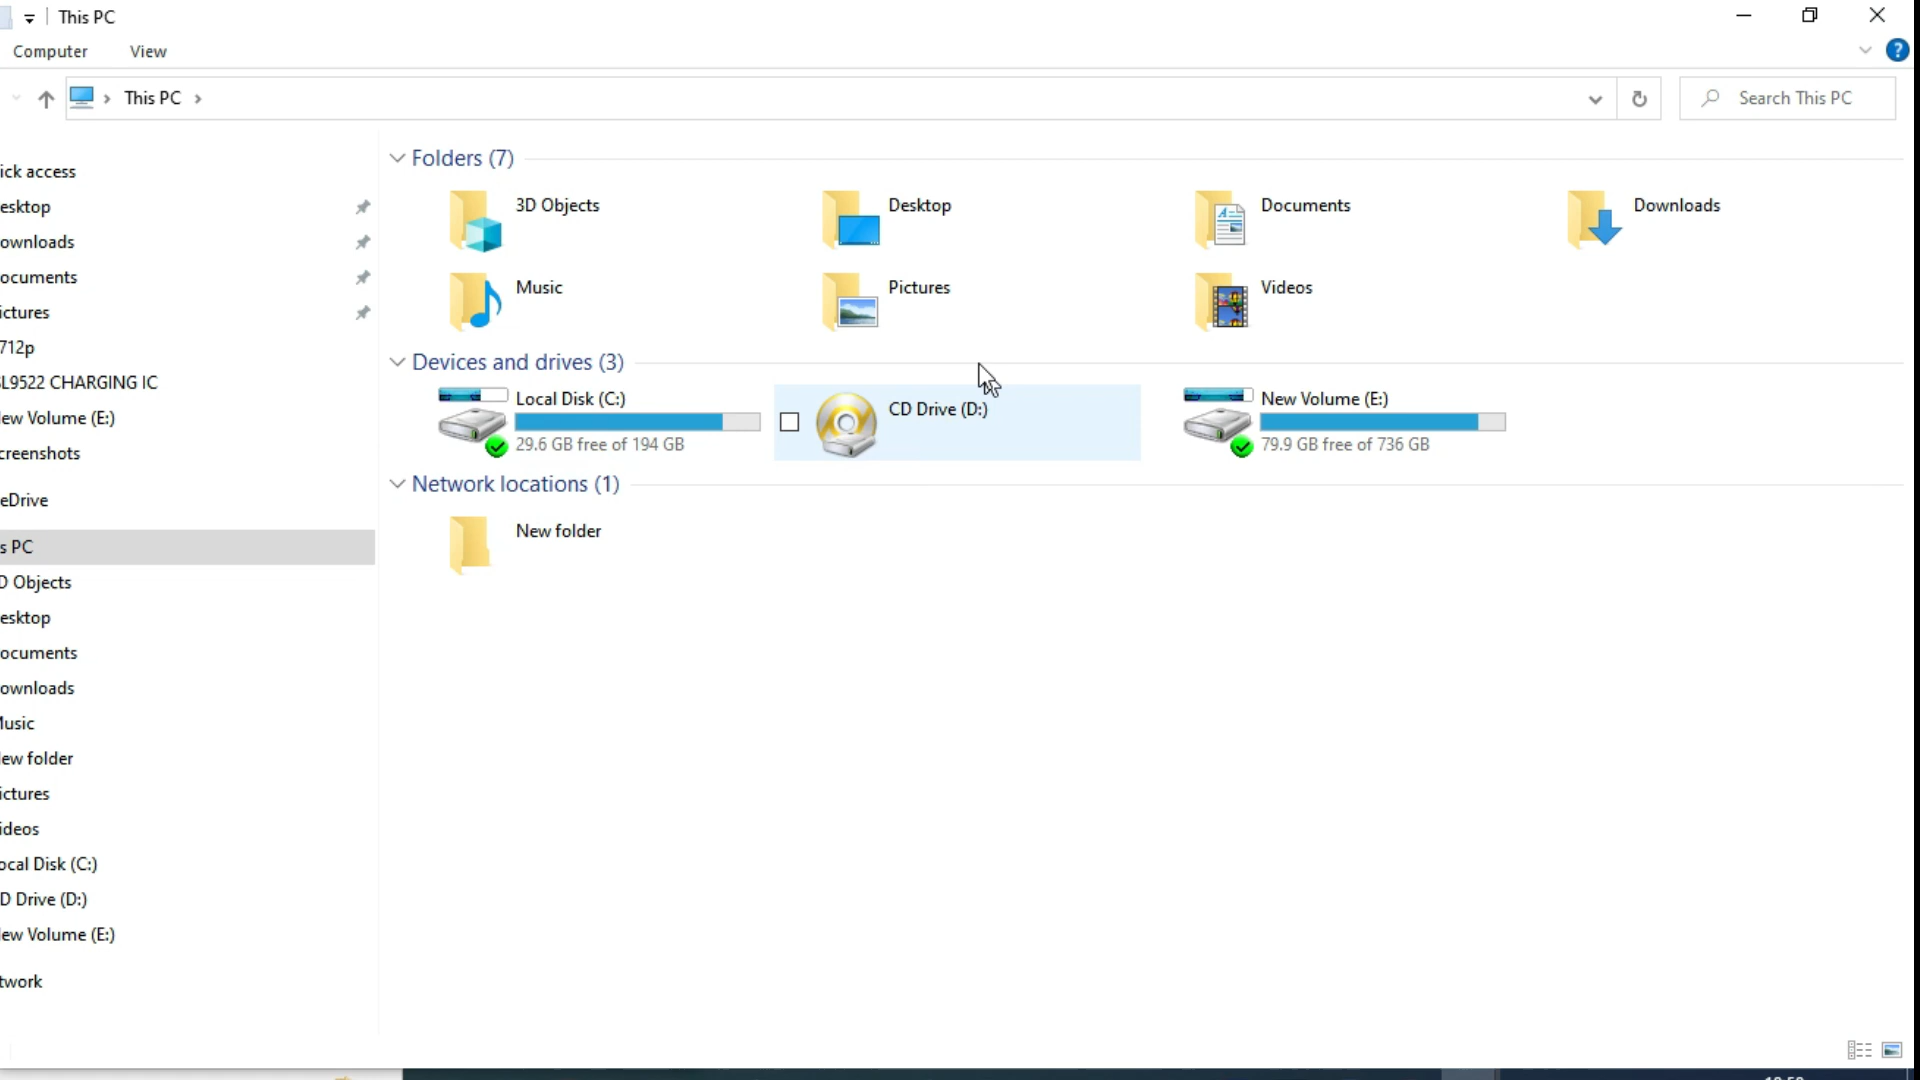 This PC
Computer View
This PC
Search This PC
ick access
esktop
ownloads
ocuments
ictures
712p
L9522 CHARGING IC
ew Volume (E:)
creenshots
eDrive
s PC
D Objects
esktop
ocuments
ownloads
usic
ew folder
ictures
ideos
ocal Disk (C:)
D Drive (D:)
ew Volume (E:)
twork
Folders (7)
3D Objects
Desktop
Documents
Downloads
Music
Pictures
Videos
Devices and drives (3)
Local Disk (C:)
29.6 GB free of 194 GB
CD Drive (D:)
New Volume (E:)
79.9 GB free of 736 GB
Network locations (1)
New folder